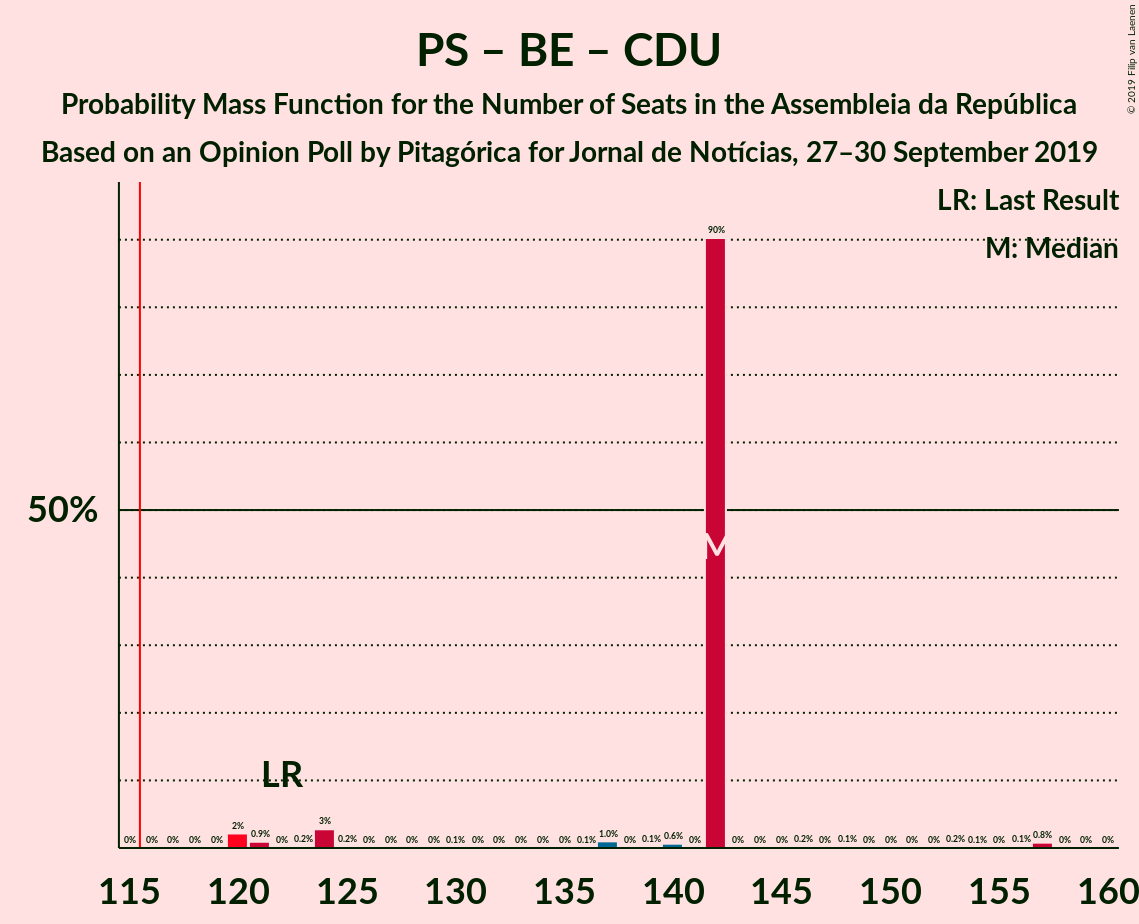 PS – BE – CDU
Probability Mass Function for the Number of Seats in the Assembleia da República
Based on an Opinion Poll by Pitagórica for Jornal de Notícias, 27–30 September 2019
© 2019 Filip van Laenen
LR: Last Result
M: Median
90%
50%
M
LR
0% 0% 0% 0% 0% 2% 0.9% 0% 0.2% 3% 0.2% 0% 0% 0% 0% 0.1% 0% 0% 0% 0% 0% 0.1% 1.0% 0% 0.1% 0.6% 0% 0% 0% 0% 0.2% 0% 0.1% 0% 0% 0% 0% 0.2% 0.1% 0% 0.1% 0.8% 0% 0% 0%
115 120 125 130 135 140 145 150 155 160